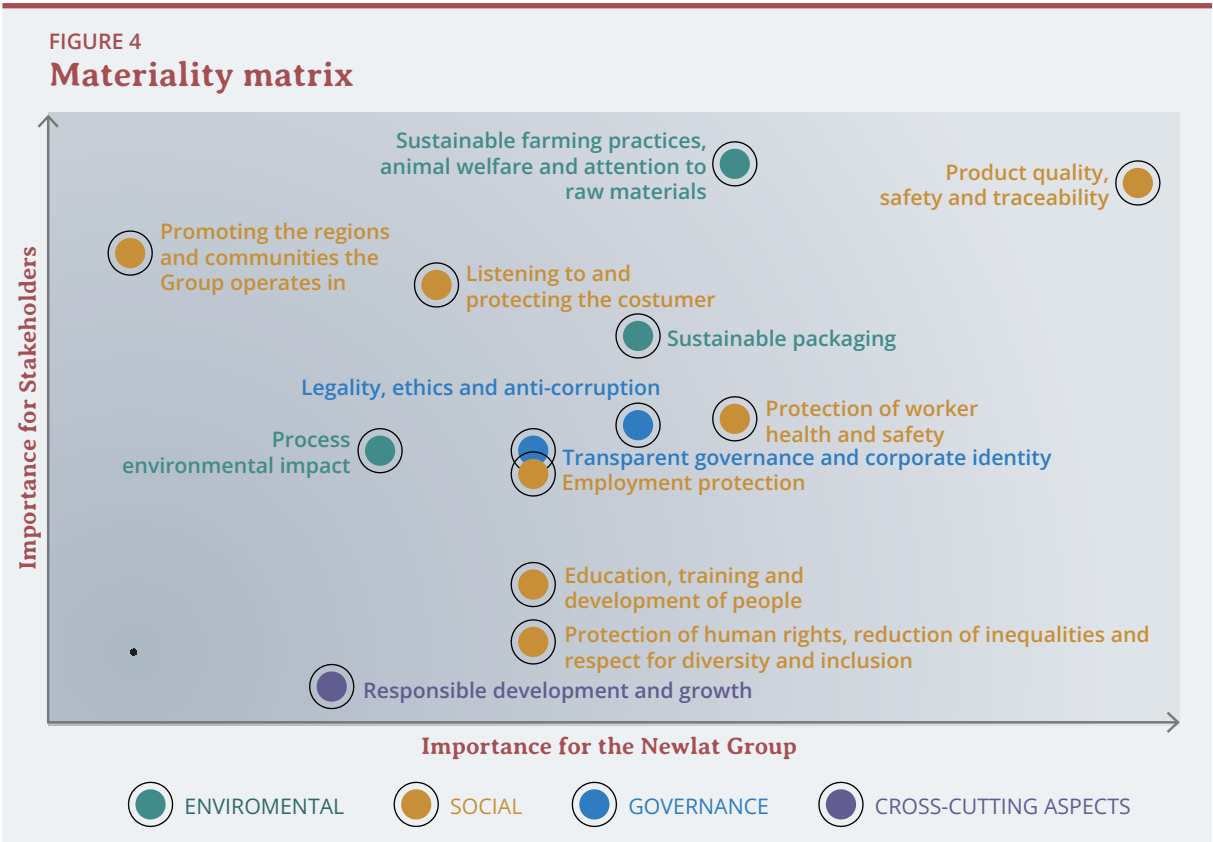 FIGURE 4
Materiality matrix
Sustainable farming practices,
animal welfare and attention to
raw materials
Product quality,
safety and traceability
Promoting the regions
and communities the
Group operates in
Listening to and
protecting the costumer
Sustainable packaging
Legality, ethics and anti-corruption
Protection of worker
health and safety
Process
environmental impact
Transparent governance and corporate identity
Employment protection
Education, training and
development of people
Protection of human rights, reduction of inequalities and
respect for diversity and inclusion
Responsible development and growth
Importance for Stakeholders
Importance for the Newlat Group
ENVIROMENTAL
SOCIAL
GOVERNANCE
CROSS-CUTTING ASPECTS